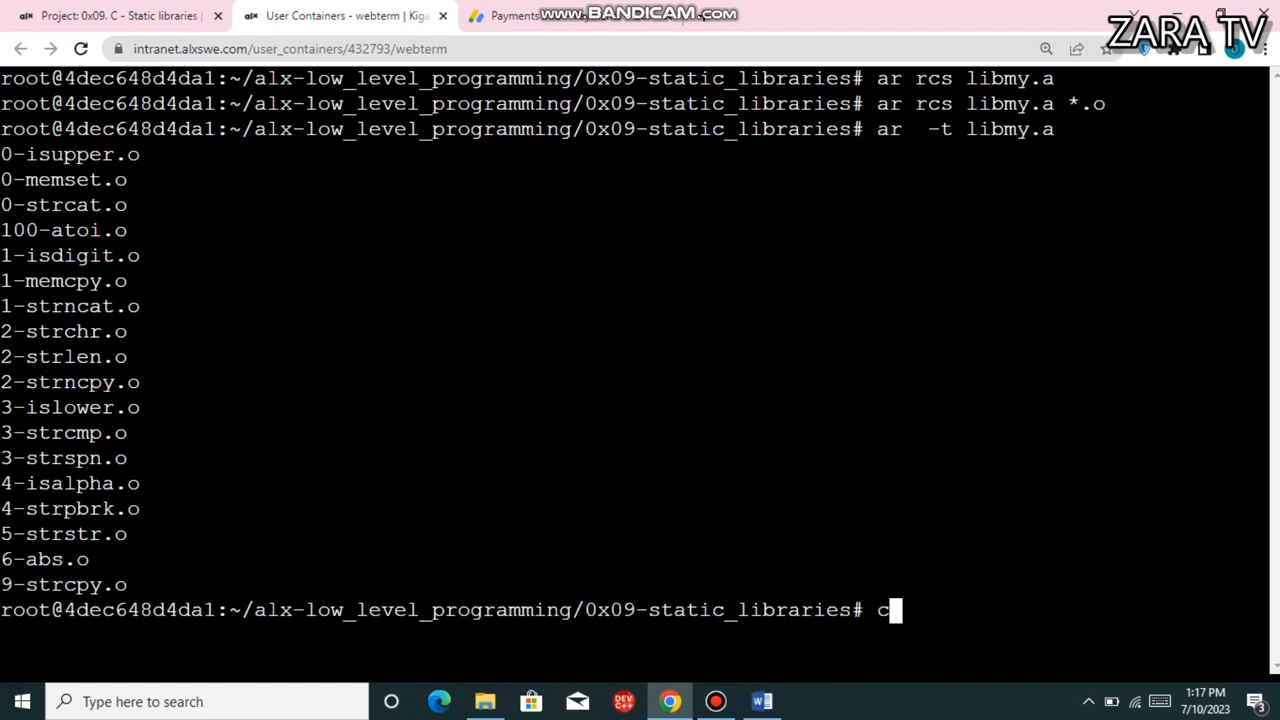 Project: 0x09. C - Static libraries |
User Containers - webterm | Kiga
Payments
www.BANDICAM.com
ZARA TV
intranet.alxswe.com/user_containers/432793/webterm
root@4dec648d4da1:~/alx-low_level_programming/0x09-static_libraries# ar rcs libmy.a
root@4dec648d4da1:~/alx-low_level_programming/0x09-static_libraries# ar rcs libmy.a *.o
root@4dec648d4da1:~/alx-low_level_programming/0x09-static_libraries# ar  -t libmy.a
0-isupper.o
0-memset.o
0-strcat.o
100-atoi.o
1-isdigit.o
1-memcpy.o
1-strncat.o
2-strchr.o
2-strlen.o
2-strncpy.o
3-islower.o
3-strcmp.o
3-strspn.o
4-isalpha.o
4-strpbrk.o
5-strstr.o
6-abs.o
9-strcpy.o
root@4dec648d4da1:~/alx-low_level_programming/0x09-static_libraries# c
Type here to search
DEV C++
1:17 PM
7/10/2023
3